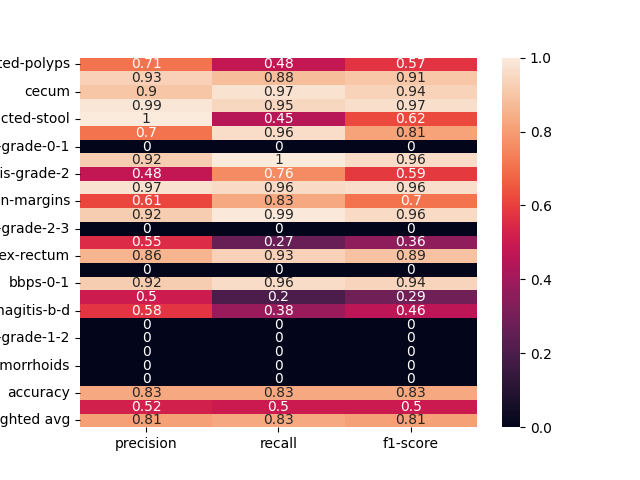 ted-polyps 0.71 0.48 0.57
0.93 0.88 0.91
cecum 0.9 0.97 0.94
0.99 0.95 0.97
cted-stool 1 0.45 0.62
0.7 0.96 0.81
-grade-0-1 0 0 0
0.92 1 0.96
is-grade-2 0.48 0.76 0.59
0.97 0.96 0.96
n-margins 0.61 0.83 0.7
0.92 0.99 0.96
-grade-2-3 0 0 0
0.55 0.27 0.36
ex-rectum 0.86 0.93 0.89
0 0 0
bbps-0-1 0.92 0.96 0.94
0.5 0.2 0.29
nagitis-b-d 0.58 0.38 0.46
0 0 0
-grade-1-2 0 0 0
0 0 0
morrhoids 0 0 0
0 0 0
accuracy 0.83 0.83 0.83
0.52 0.5 0.5
ghted avg 0.81 0.83 0.81
precision recall f1-score
1.0
0.8
0.6
0.4
0.2
0.0